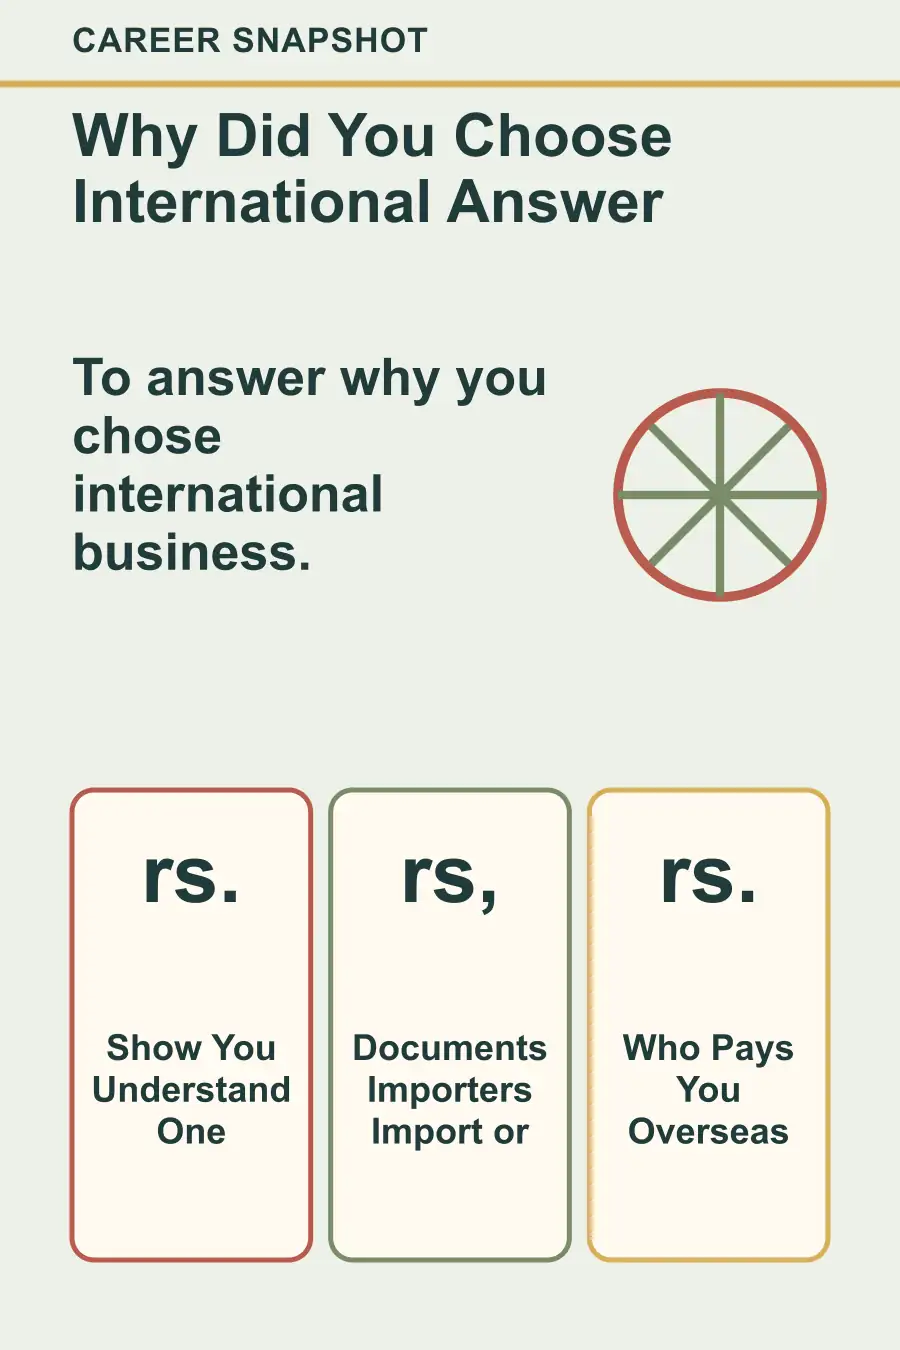 CAREER SNAPSHOT
Why Did You Choose
International Answer
To answer why you
chose
international
business.
rs.
Show You
Understand
One
rs,
Documents
Importers
Import or
rs.
Who Pays
You
Overseas